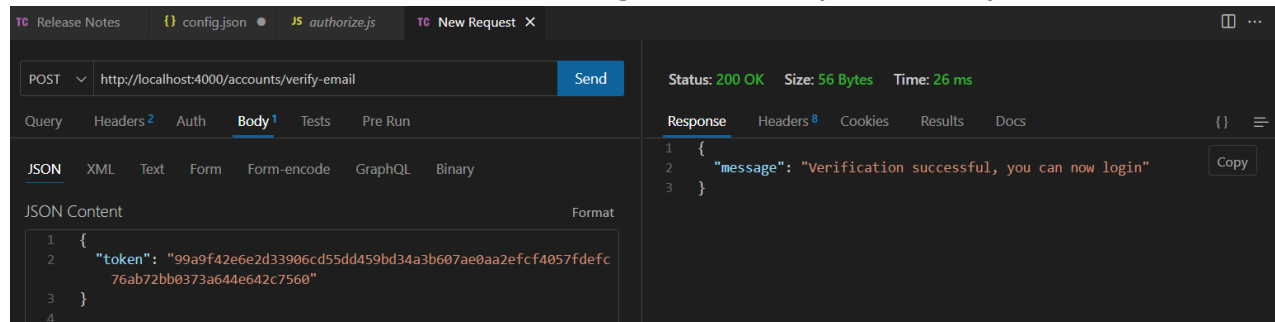 TC Release Notes {} config.json ● JS authorize.js TC New Request ✕ ...
POST http://localhost:4000/accounts/verify-email Send
Query Headers 2 Auth Body 1 Tests Pre Run
JSON XML Text Form Form-encode GraphQL Binary
JSON Content Format
1 {
2 "token": "99a9f42e6e2d33906cd55dd459bd34a3b607ae0aa2efcf4057fdefc
76ab72bb0373a644e642c7560"
3 }
4
Status: 200 OK Size: 56 Bytes Time: 26 ms
Response Headers 8 Cookies Results Docs {}
1 {
2 "message": "Verification successful, you can now login"
3 }
Copy